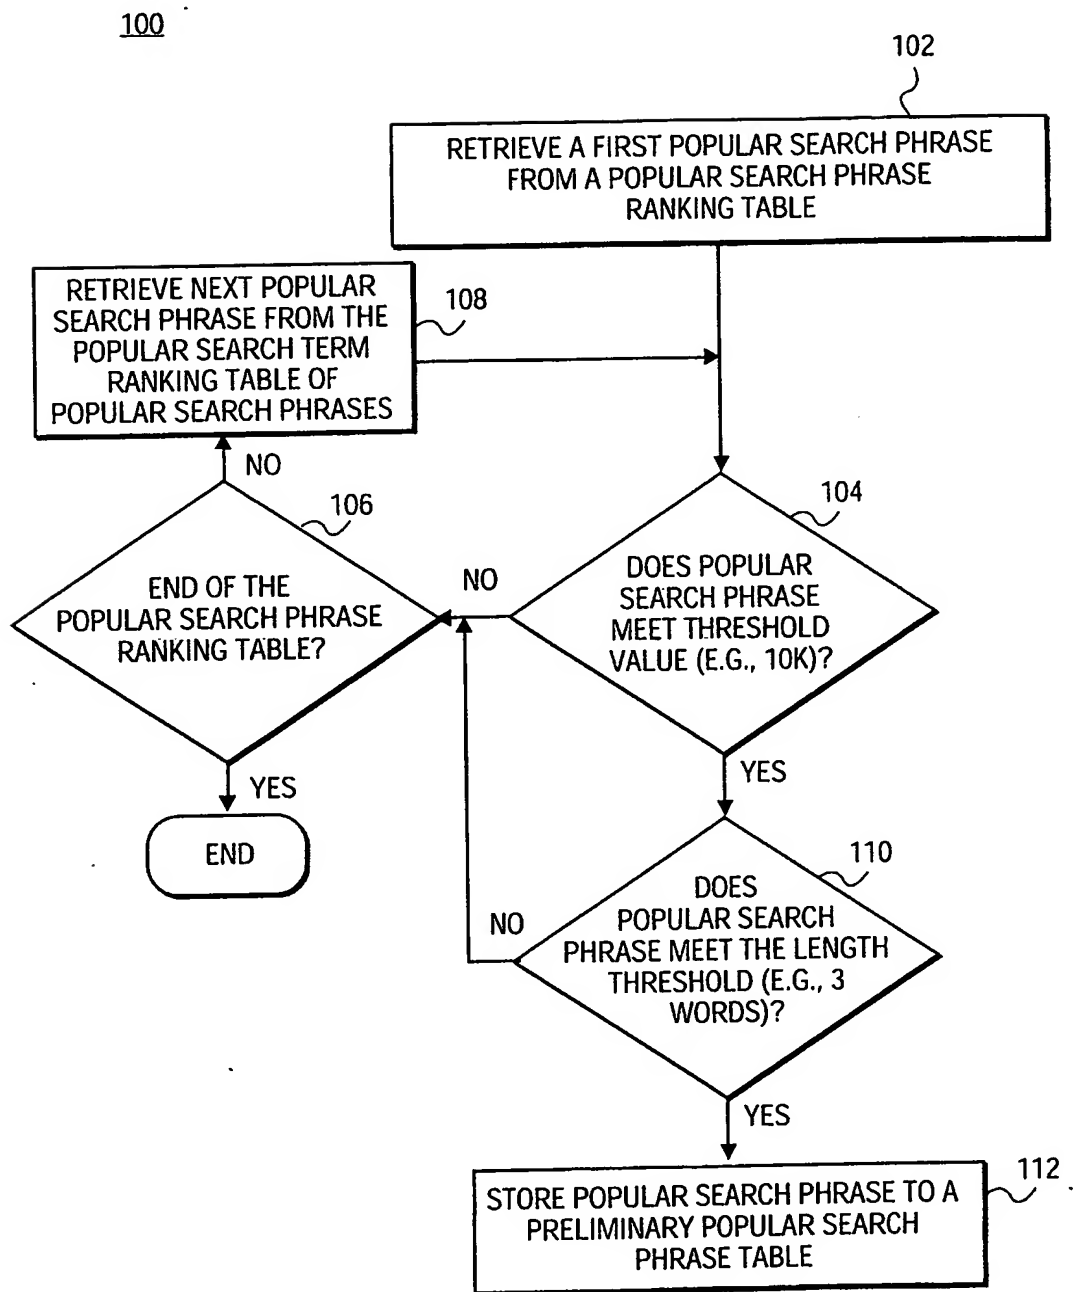 100
102
RETRIEVE A FIRST POPULAR SEARCH PHRASE
FROM A POPULAR SEARCH PHRASE
RANKING TABLE
RETRIEVE NEXT POPULAR
SEARCH PHRASE FROM THE
POPULAR SEARCH TERM
RANKING TABLE OF
POPULAR SEARCH PHRASES
108
NO
106
END OF THE
POPULAR SEARCH PHRASE
RANKING TABLE?
YES
END
104
DOES POPULAR
SEARCH PHRASE
MEET THRESHOLD
VALUE (E.G., 10K)?
NO
YES
110
DOES
POPULAR SEARCH
PHRASE MEET THE LENGTH
THRESHOLD (E.G., 3
WORDS)?
NO
YES
112
STORE POPULAR SEARCH PHRASE TO A
PRELIMINARY POPULAR SEARCH
PHRASE TABLE